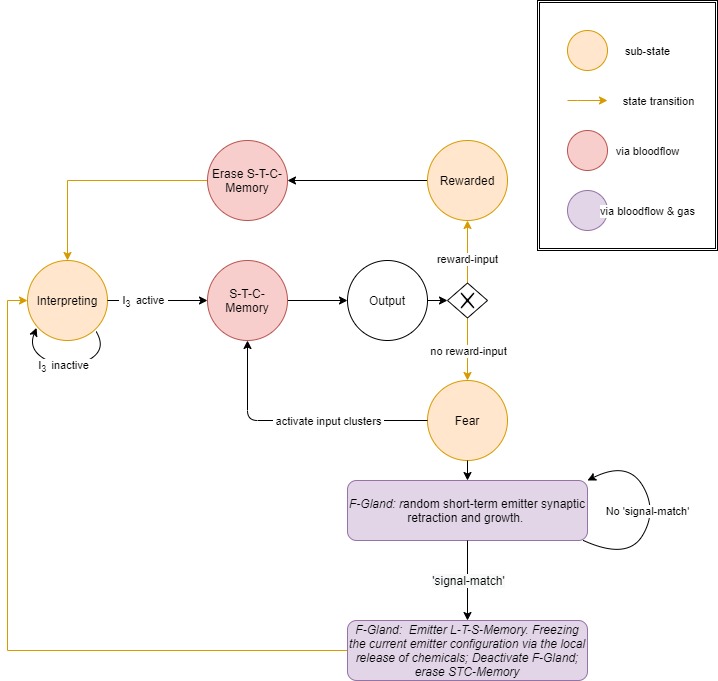 sub-state
state transition
via bloodflow
via bloodflow & gas
Erase S-T-C-
Memory
Rewarded
reward-input
Interpreting
I3 active
S-T-C-
Memory
Output
X
I3 inactive
no reward-input
activate input clusters
Fear
F-Gland: random short-term emitter synaptic
retraction and growth.
No 'signal-match'
'signal-match'
F-Gland: Emitter L-T-S-Memory. Freezing
the current emitter configuration via the local
release of chemicals; Deactivate F-Gland;
erase STC-Memory